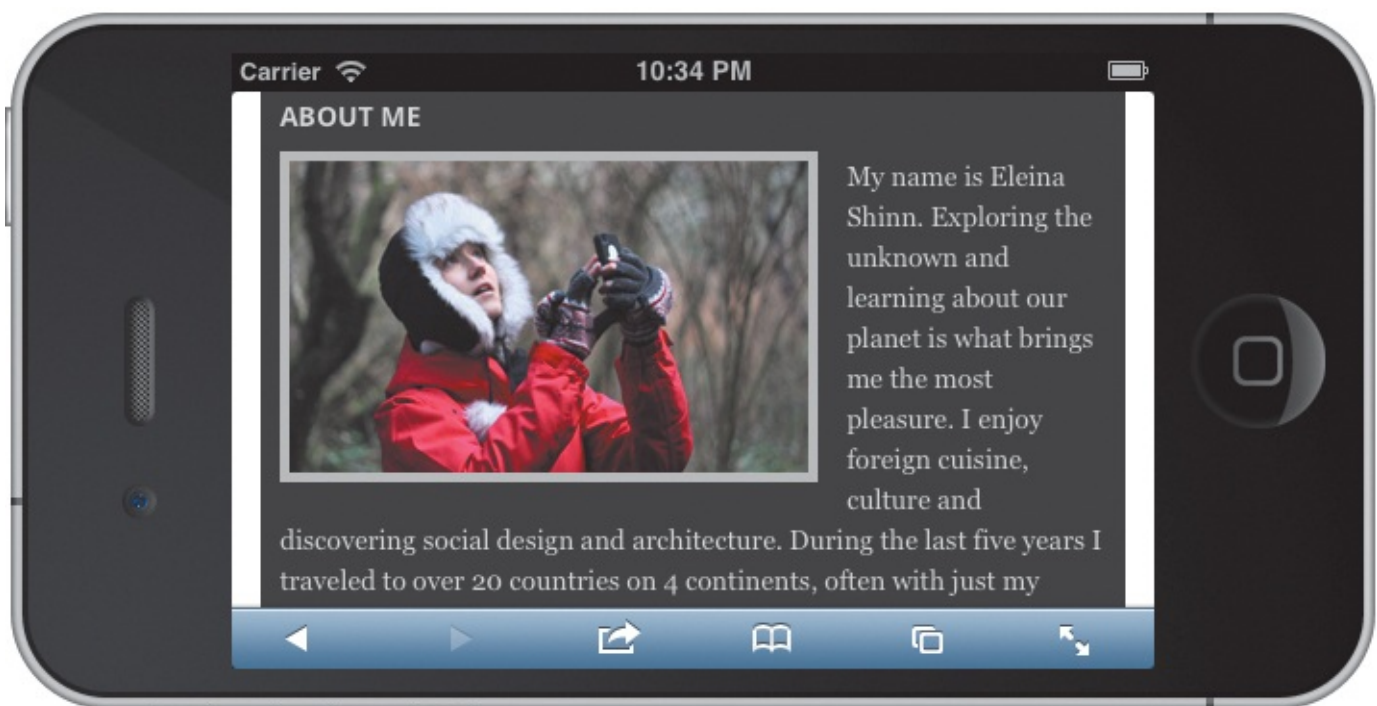 Carrier 10:34 PM
ABOUT ME
My name is Eleina
Shinn. Exploring the
unknown and
learning about our
planet is what brings
me the most
pleasure. I enjoy
foreign cuisine,
culture and
discovering social design and architecture. During the last five years I
traveled to over 20 countries on 4 continents, often with just my